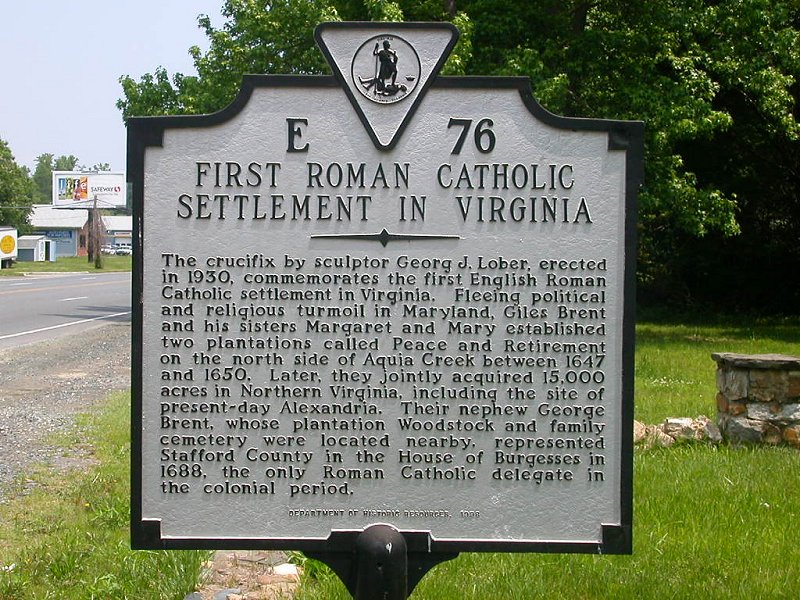 E 76
FIRST ROMAN CATHOLIC
SETTLEMENT IN VIRGINIA
The crucifix by sculptor Georg J. Lober, erected
in 1930, commemorates the first English Roman
Catholic settlement in Virginia. Fleeing political
and religious turmoil in Maryland, Giles Brent
and his sisters Margaret and Mary established
two plantations called Peace and Retirement
on the north side of Aquia Creek between 1647
and 1650. Later, they jointly acquired 15,000
acres in Northern Virginia, including the site of
present-day Alexandria. Their nephew George
Brent, whose plantation Woodstock and family
cemetery were located nearby, represented
Stafford County in the House of Burgesses in
1688, the only Roman Catholic delegate in
the colonial period.
DEPARTMENT OF HISTORIC RESOURCES,
SAFEWAY